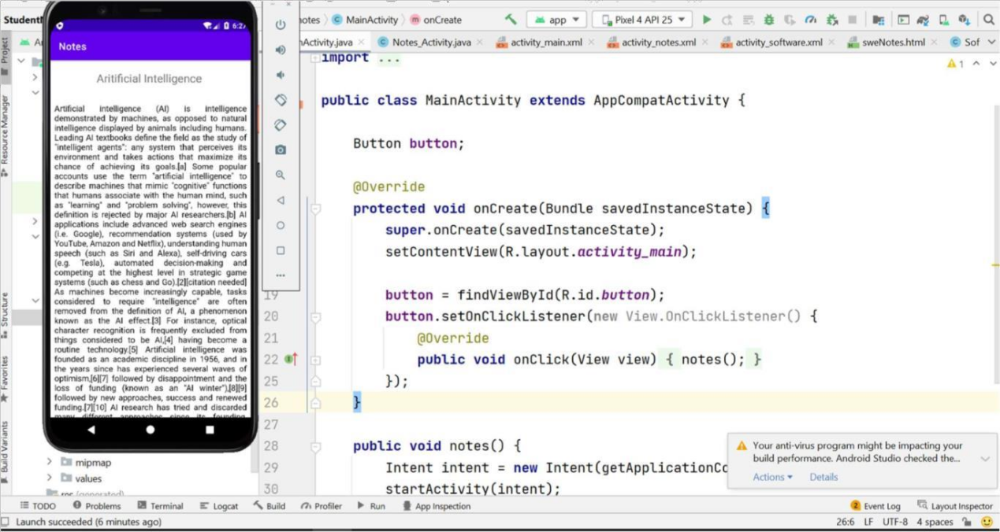 StudentN
notes MainActivity onCreate
app
Pixel 4 API 25
nActivity.java
Notes_Activity.java
activity_main.xml
activity_notes.xml
activity_software.xml
sweNotes.html
Sof
Project
Resource Manager
Structure
Favorites
Build Variants
6:27
Notes
Aritificial Intelligence
Artificial intelligence (AI) is intelligence
demonstrated by machines, as opposed to natural
intelligence displayed by animals including humans.
Leading AI textbooks define the field as the study of
"intelligent agents": any system that perceives its
environment and takes actions that maximize its
chance of achieving its goals.[a] Some popular
accounts use the term "artificial intelligence" to
describe machines that mimic "cognitive" functions
that humans associate with the human mind, such
as "learning" and "problem solving", however, this
definition is rejected by major AI researchers.[b] AI
applications include advanced web search engines
(i.e. Google), recommendation systems (used by
YouTube, Amazon and Netflix), understanding human
speech (such as Siri and Alexa), self-driving cars
(e.g. Tesla), automated decision-making and
competing at the highest level in strategic game
systems (such as chess and Go).[2][citation needed]
As machines become increasingly capable, tasks
considered to require "intelligence" are often
removed from the definition of AI, a phenomenon
known as the AI effect.[3] For instance, optical
character recognition is frequently excluded from
things considered to be AI,[4] having become a
routine technology.[5] Artificial intelligence was
founded as an academic discipline in 1956, and in
the years since has experienced several waves of
optimism,[6][7] followed by disappointment and the
loss of funding (known as an "AI winter"),[8][9]
followed by new approaches, success and renewed
funding.[7][10] AI research has tried and discarded
many different approaches since its founding,
mipmap
values
res (generated)
import ...
1
public class MainActivity extends AppCompatActivity {
Button button;
@Override
protected void onCreate(Bundle savedInstanceState) {
super.onCreate(savedInstanceState);
setContentView(R.layout.activity_main);
19 button = findViewById(R.id.button);
20 button.setOnClickListener(new View.OnClickListener() {
21 @Override
22 public void onClick(View view) { notes(); }
25 });
26 }
27
28 public void notes() {
29 Intent intent = new Intent(getApplicationCo
30 startActivity(intent);
Your anti-virus program might be impacting your
build performance. Android Studio checked the...
Actions Details
TODO Problems Terminal Logcat Build Profiler Run App Inspection
2 Event Log Layout Inspector
Launch succeeded (6 minutes ago)
26:6 LF UTF-8 4 spaces